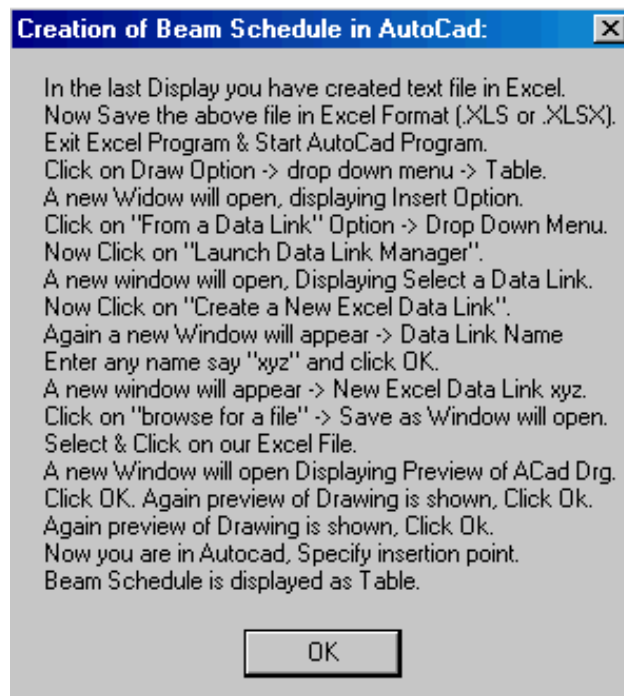 Creation of Beam Schedule in AutoCad:
In the last Display you have created text file in Excel.
Now Save the above file in Excel Format (.XLS or .XLSX).
Exit Excel Program & Start AutoCad Program.
Click on Draw Option -> drop down menu -> Table.
A new Widow will open, displaying Insert Option.
Click on "From a Data Link" Option -> Drop Down Menu.
Now Click on "Launch Data Link Manager".
A new window will open, Displaying Select a Data Link.
Now Click on "Create a New Excel Data Link".
Again a new Window will appear -> Data Link Name
Enter any name say "xyz" and click OK.
A new window will appear -> New Excel Data Link xyz.
Click on "browse for a file" -> Save as Window will open.
Select & Click on our Excel File.
A new Window will open Displaying Preview of ACad Drg.
Click OK. Again preview of Drawing is shown, Click Ok.
Again preview of Drawing is shown, Click Ok.
Now you are in Autocad, Specify insertion point.
Beam Schedule is displayed as Table.
OK